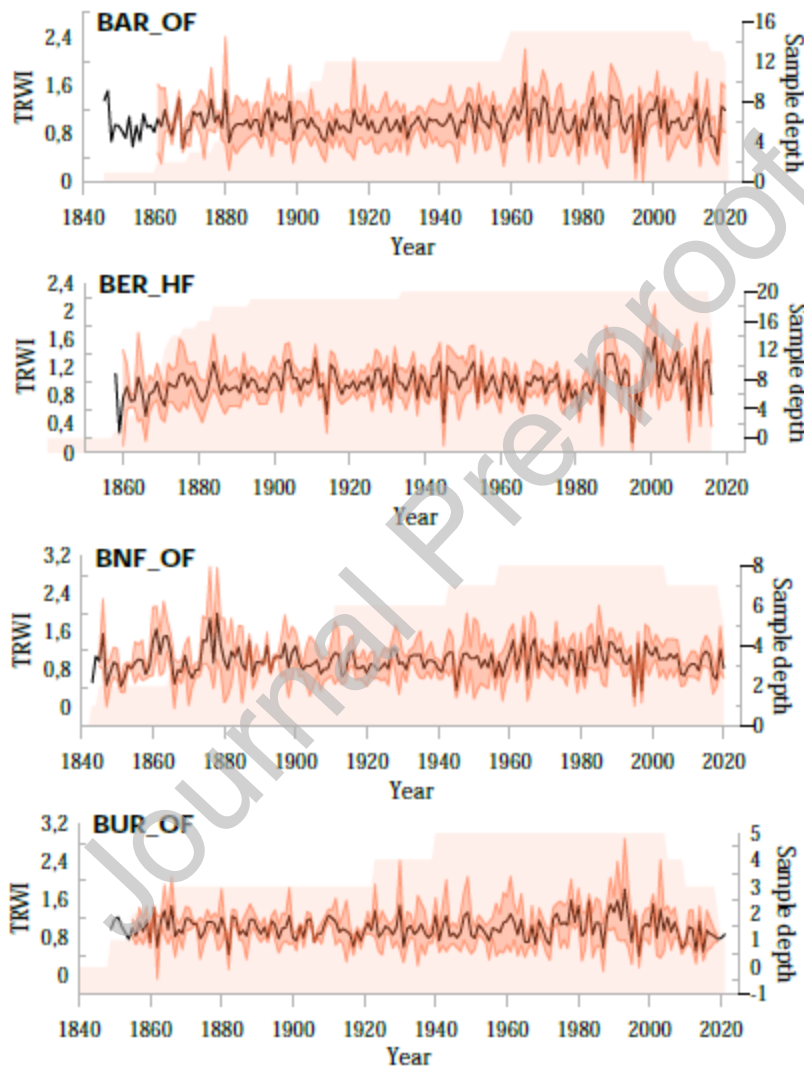 BAR_OF
2,4
1.6
0.8
0
TRWI
16
12
8
4
0
Sample depth
1840 1860 1880 1900 1920 1940 1960 1980 2000 2020
Year
BER_HF
2,4
2
1.6
1,2
0.8
0,4
0
TRWI
20
16
12
8
4
0
Sample depth
1860 1880 1900 1920 1940 1960 1980 2000 2020
Year
BNF_OF
3,2
2.4
1.6
0,8
0
TRWI
8
6
4
2
0
Sample depth
1840 1860 1880 1900 1920 1940 1960 1980 2000 2020
Year
BUR_OF
3,2
2,4
1.6
0,8
0
TRWI
5
4
3
2
1
0
-1
Sample depth
1840 1860 1880 1900 1920 1940 1960 1980 2000 2020
Year
Journal Pre-proof